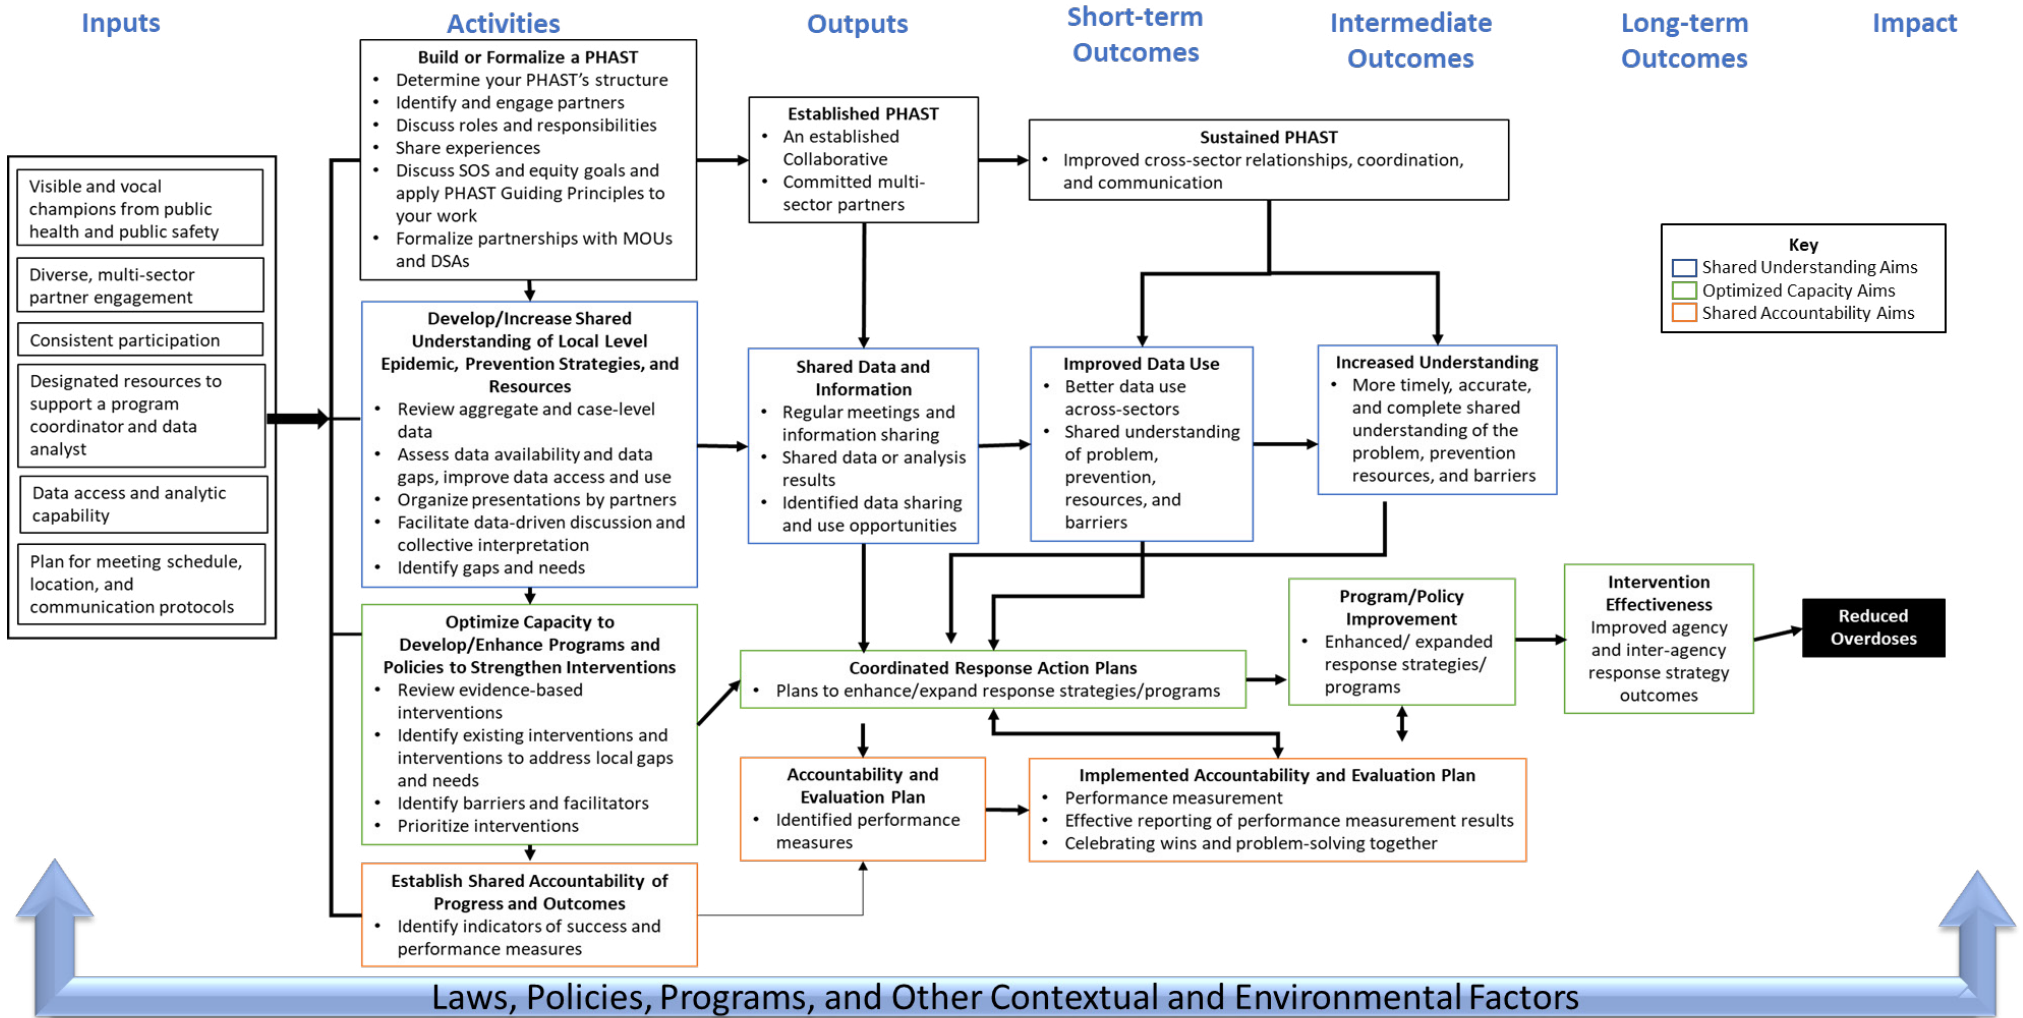 Inputs
Activities
Outputs
Short-term
Outcomes
Intermediate
Outcomes
Long-term
Outcomes
Impact
Visible and vocal
champions from public
health and public safety
Diverse, multi-sector
partner engagement
Consistent participation
Designated resources to
support a program
coordinator and data
analyst
Data access and analytic
capability
Plan for meeting schedule,
location, and
communication protocols
Build or Formalize a PHAST
• Determine your PHAST's structure
• Identify and engage partners
• Discuss roles and responsibilities
• Share experiences
• Discuss SOS and equity goals and
apply PHAST Guiding Principles to
your work
• Formalize partnerships with MOUs
and DSAs
Develop/Increase Shared
Understanding of Local Level
Epidemic, Prevention Strategies, and
Resources
• Review aggregate and case-level
data
• Assess data availability and data
gaps, improve data access and use
• Organize presentations by partners
• Facilitate data-driven discussion and
collective interpretation
• Identify gaps and needs
Optimize Capacity to
Develop/Enhance Programs and
Policies to Strengthen Interventions
• Review evidence-based
interventions
• Identify existing interventions and
interventions to address local gaps
and needs
• Identify barriers and facilitators
• Prioritize interventions
Establish Shared Accountability of
Progress and Outcomes
• Identify indicators of success and
performance measures
Established PHAST
• An established
Collaborative
• Committed multi-
sector partners
Shared Data and
Information
• Regular meetings and
information sharing
• Shared data or analysis
results
• Identified data sharing
and use opportunities
Coordinated Response Action Plans
• Plans to enhance/expand response strategies/programs
Accountability and
Evaluation Plan
• Identified performance
measures
Sustained PHAST
• Improved cross-sector relationships, coordination,
and communication
Improved Data Use
• Better data use
across-sectors
• Shared understanding
of problem,
prevention,
resources, and
barriers
Increased Understanding
• More timely, accurate,
and complete shared
understanding of the
problem, prevention
resources, and barriers
Program/Policy
Improvement
• Enhanced/ expanded
response strategies/
programs
Implemented Accountability and Evaluation Plan
• Performance measurement
• Effective reporting of performance measurement results
• Celebrating wins and problem-solving together
Intervention
Effectiveness
Improved agency
and inter-agency
response strategy
outcomes
Reduced
Overdoses
Key
Shared Understanding Aims
Optimized Capacity Aims
Shared Accountability Aims
Laws, Policies, Programs, and Other Contextual and Environmental Factors